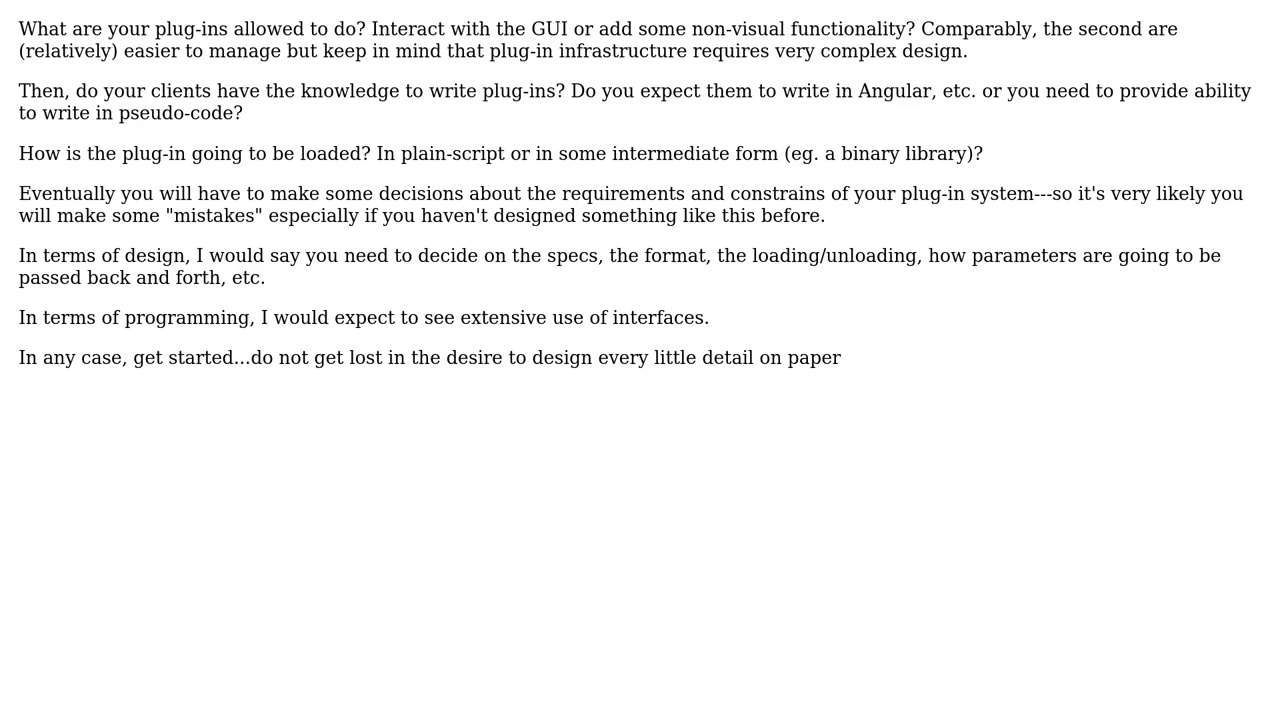 What are your plug-ins allowed to do? Interact with the GUI or add some non-visual functionality? Comparably, the second are
(relatively) easier to manage but keep in mind that plug-in infrastructure requires very complex design.
Then, do your clients have the knowledge to write plug-ins? Do you expect them to write in Angular, etc. or you need to provide ability
to write in pseudo-code?
How is the plug-in going to be loaded? In plain-script or in some intermediate form (eg. a binary library)?
Eventually you will have to make some decisions about the requirements and constrains of your plug-in system---so it's very likely you
will make some "mistakes" especially if you haven't designed something like this before.
In terms of design, I would say you need to decide on the specs, the format, the loading/unloading, how parameters are going to be
passed back and forth, etc.
In terms of programming, I would expect to see extensive use of interfaces.
In any case, get started...do not get lost in the desire to design every little detail on paper